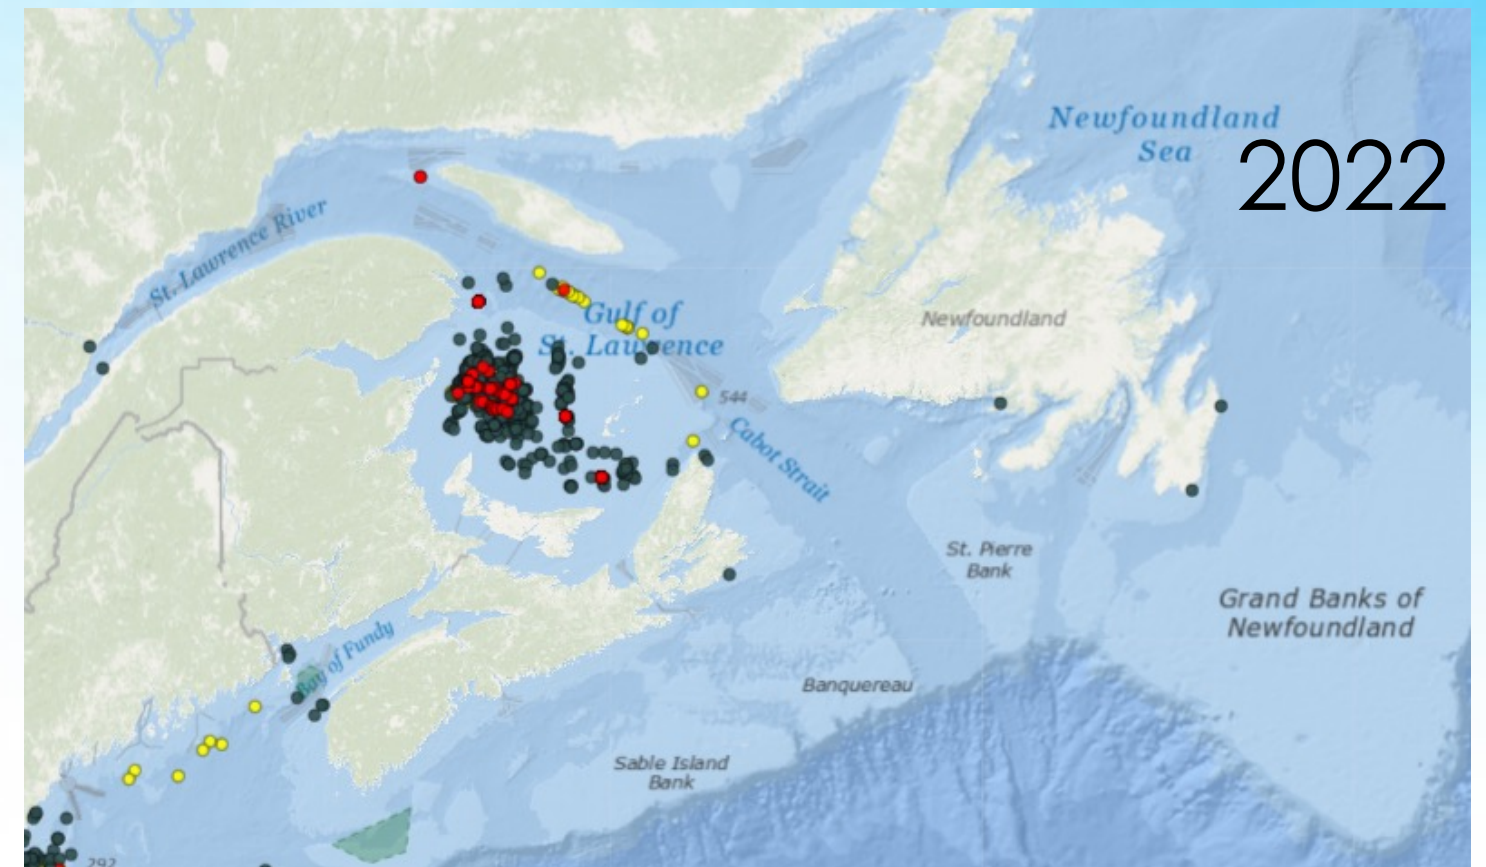 Newfoundland
Sea
2022
St. Lawrence River
Gulf of
St. Lawrence
Newfoundland
544
Cabot Strait
St. Pierre
Bank
Grand Banks of
Newfoundland
Bay of Fundy
Banquereau
Sable Island
Bank
292